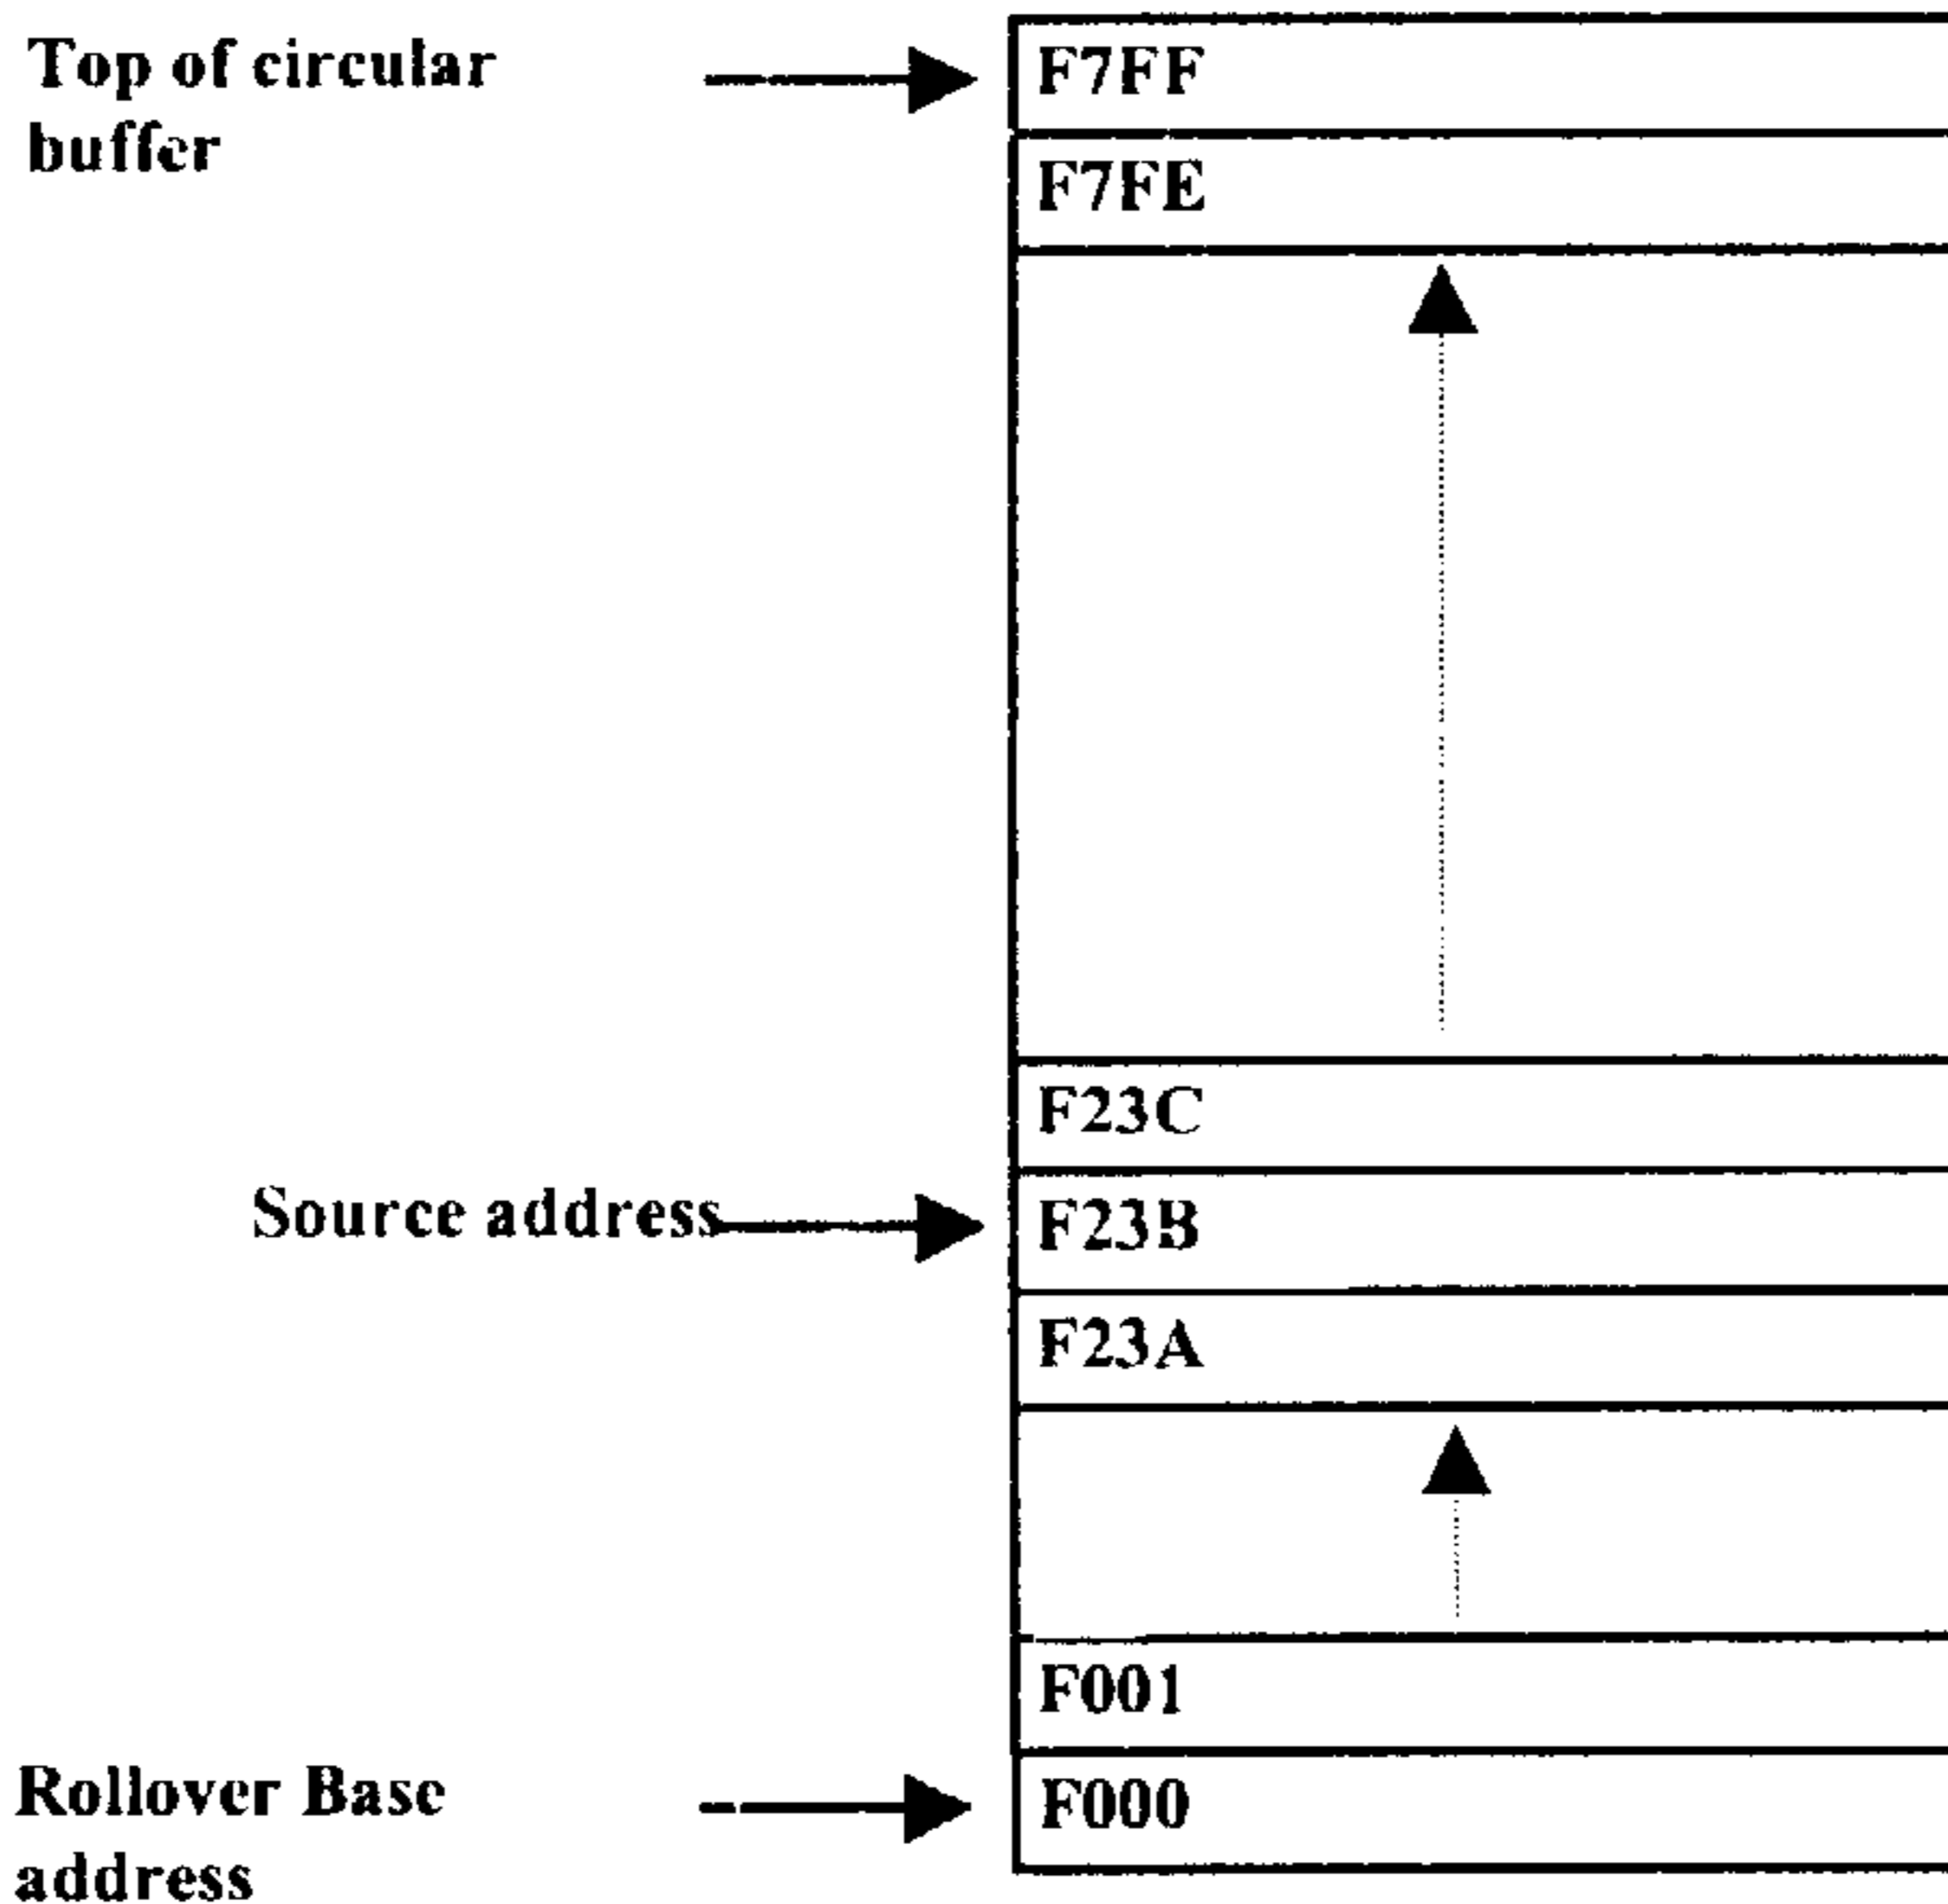 Top of circular
buffer
F7FF
F7FE
F23C
Source address
F23B
F23A
F001
Rollover Base
address
F000